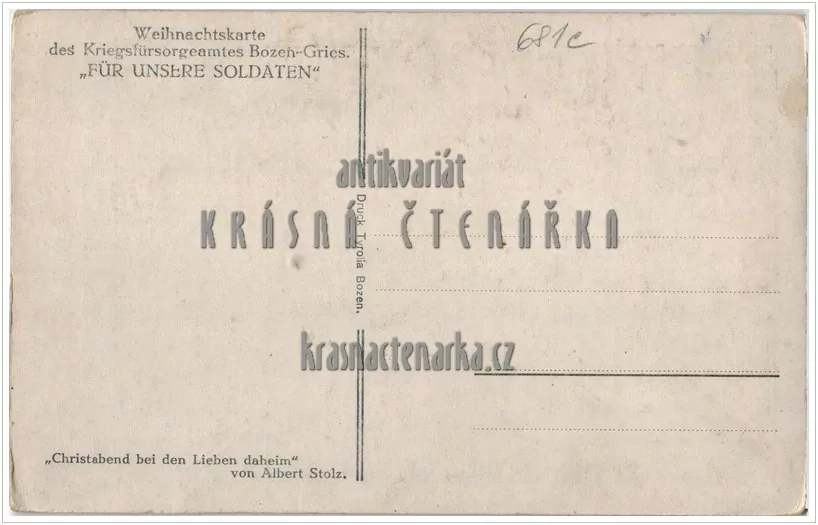 Weihnachtskarte
des Kriegsfürsorgeamtes Bozen-Gries.
„FÜR UNSERE SOLDATEN“
681c
antikvariát
KRÁSNÁ ČTENÁŘKA
Druck Tyrolia Bozen.
krasnactenarka.cz
„Christabend bei den Lieben daheim“
von Albert Stolz.